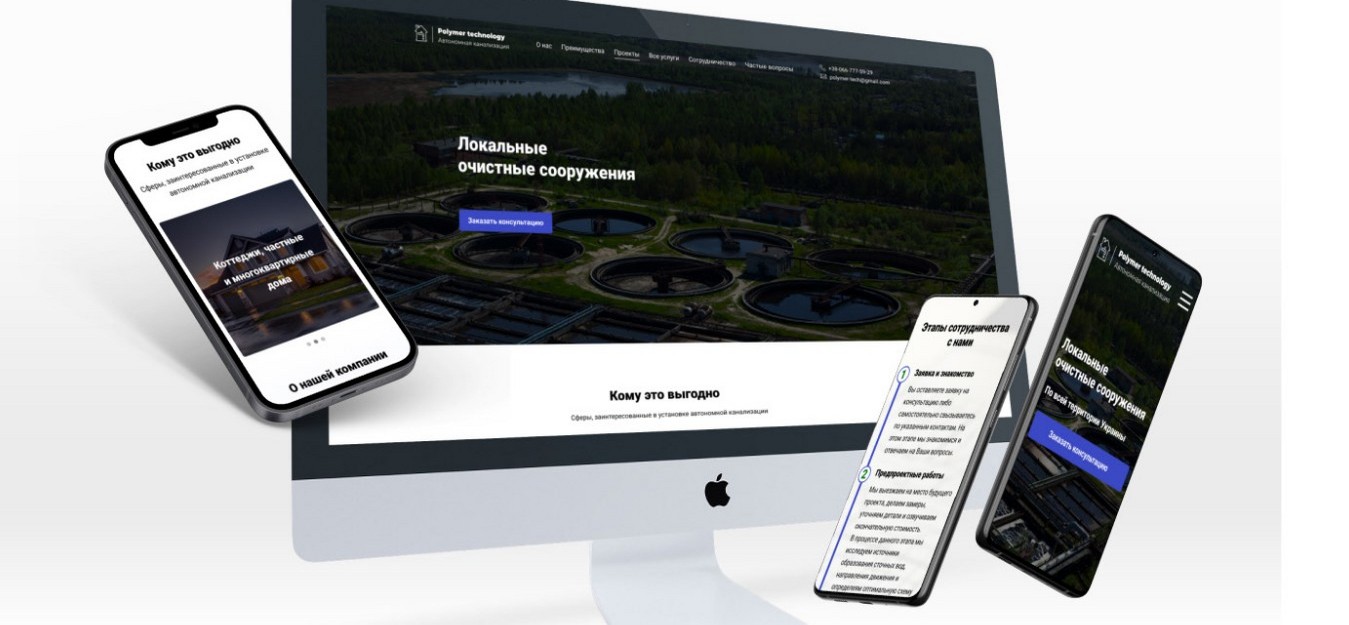 Polymer technology
Автономная канализация
О нас Преимущества Проекты Все услуги Сотрудничество Частые вопросы
+38 066 777 09 29
polymer.tech@gmail.com
Локальные
очистные сооружения
Заказать консультацию
Кому это выгодно
Сферы, заинтересованные в установке автономной канализации
Кому это выгодно
Сферы, заинтересованные в установке
автономной канализации
Коттеджи, частные
и многоквартирные
дома
О нашей компании
Этапы сотрудничества
с нами
1 Заявка и знакомство
Вы оставляете заявку на
консультацию либо
самостоятельно связываетесь
по указанным контактам. На
этом этапе мы знакомимся и
отвечаем на Ваши вопросы.
2 Предпроектные работы
Мы выезжаем на место будущего
проекта, делаем замеры,
уточняем детали и озвучиваем
окончательную стоимость.
В процессе данного этапа мы
исследуем источники
образования сточных вод,
направления движения и
определяем оптимальную схему
Polymer technology
Автономная канализация
Локальные
очистные сооружения
По всей территории Украины
Заказать консультацию